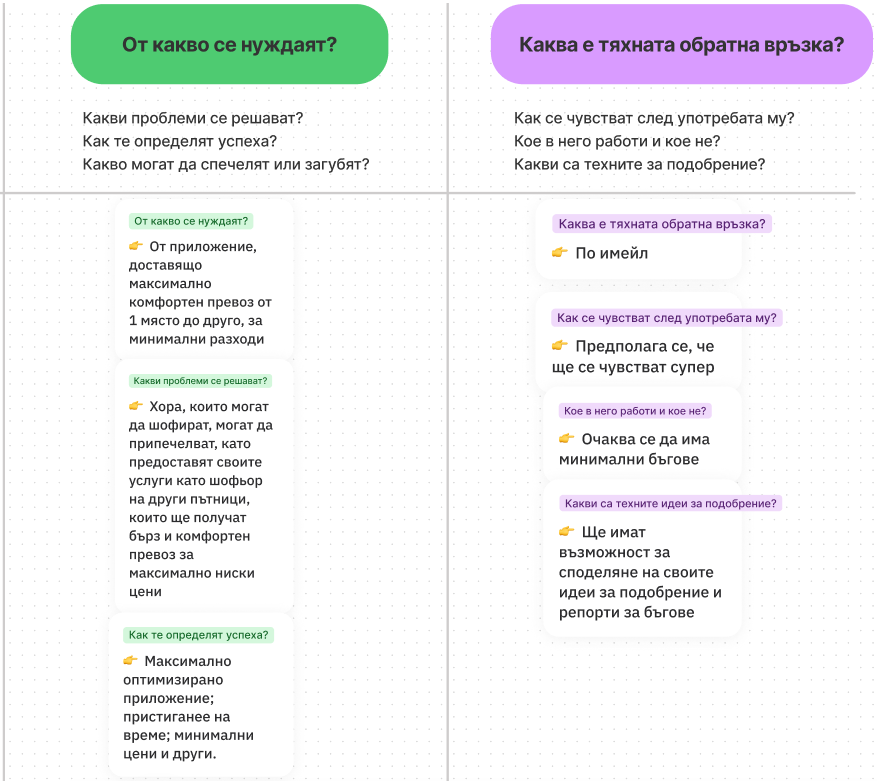 От какво се нуждаят?
Какви проблеми се решават?
Как те определят успеха?
Какво могат да спечелят или загубят?
От какво се нуждаят?
👉 От приложение,
доставящо
максимално
комфортен превоз от
1 място до друго, за
минимални разходи
Какви проблеми се решават?
👉 Хора, които могат
да шофират, могат да
припечелват, като
предоставят своите
услуги като шофьор
на други пътници,
които ще получат
бърз и комфортен
превоз за
максимално ниски
цени
Как те определят успеха?
👉 Максимално
оптимизирано
приложение;
пристигане на
време; минимални
цени и други.
Каква е тяхната обратна връзка?
Как се чувстват след употребата му?
Кое в него работи и кое не?
Какви са техните за подобрение?
Каква е тяхната обратна връзка?
👉 По имейл
Как се чувстват след употребата му?
👉 Предполага се, че
ще се чувстват супер
Кое в него работи и кое не?
👉 Очаква се да има
минимални бъгове
Какви са техните идеи за подобрение?
👉 Ще имат
възможност за
споделяне на своите
идеи за подобрение и
репорти за бъгове